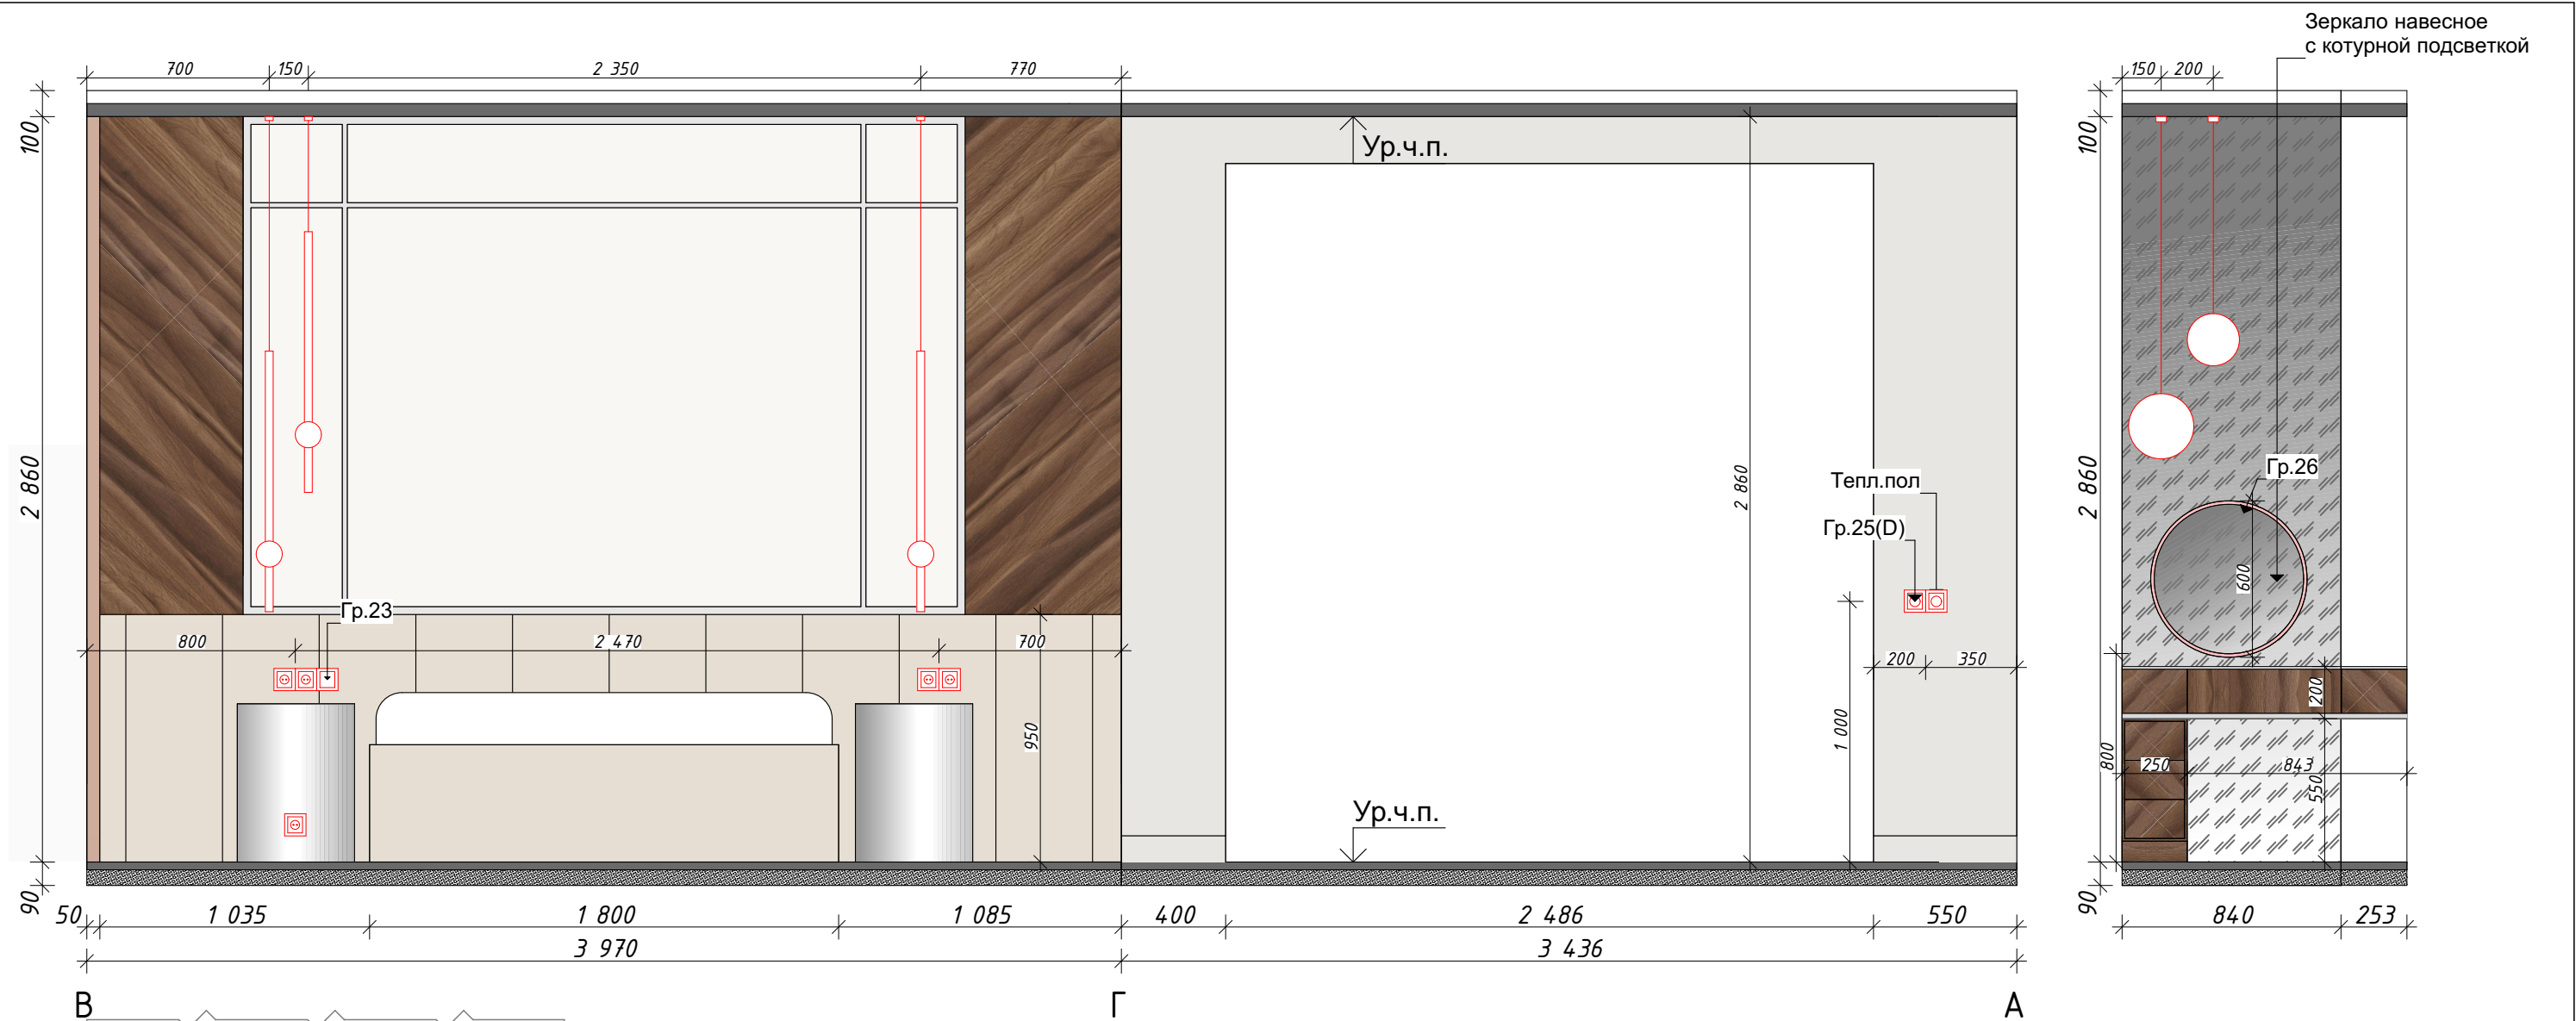 Зеркало навесное
с котурной подсветкой
700 150 2 350 770
150 200
100
Ур.ч.п.
100
2 860
2 860
Тепл.пол
Гр.25(D)
2 860
Гр.26
600
Гр.23
800 2 470 700
200 350
950
1 000
200
800
250 843
550
Ур.ч.п.
90
90
50 1 035 1 800 1 085 400 2 486 550
840 253
3 970 3 436
В Г А